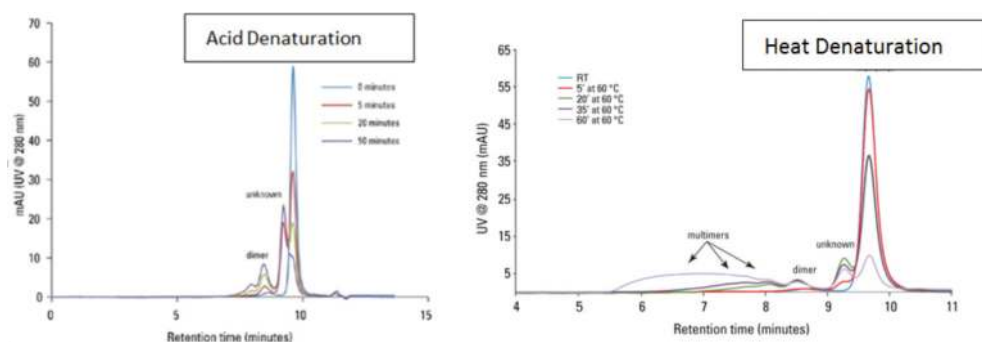 Acid Denaturation
70
60
50
40
30
20
10
0
mAU (UV @ 280 nm)
0 minutes
5 minutes
20 minutes
50 minutes
unknown
dimer
0
5
10
15
Retention time (minutes)
Heat Denaturation
65
55
45
35
25
15
5
UV @ 280 nm (mAU)
RT
5' at 60 °C
20' at 60 °C
35' at 60 °C
60' at 60 °C
multimers
dimer
unknown
4
5
6
7
8
9
10
11
Retention time (minutes)